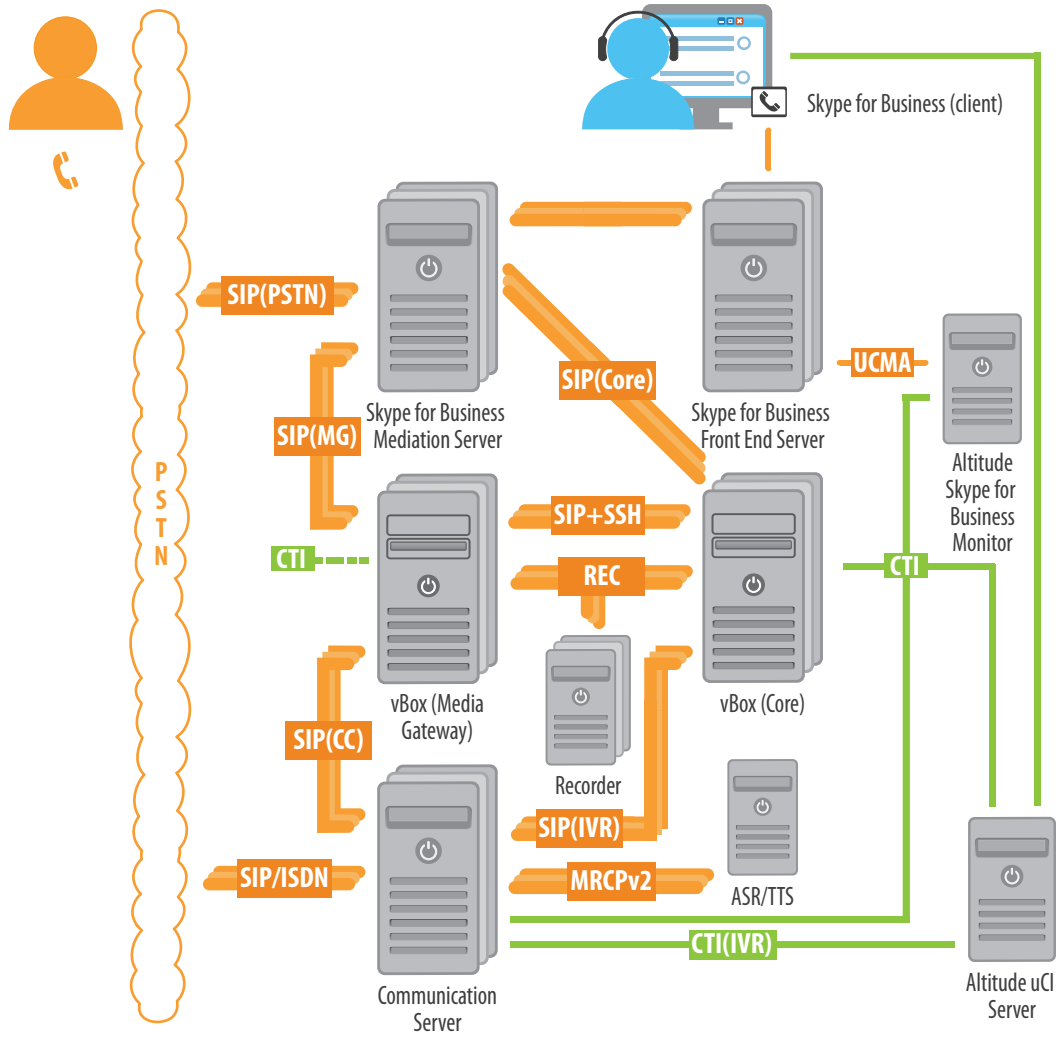 Skype for Business (client)
SIP(PSTN)
SIP(Core)
UCMA
Skype for Business
Mediation Server
Skype for Business
Front End Server
SIP(MG)
Altitude
Skype for
Business
Monitor
P
S
T
N
SIP+SSH
CTI
REC
CTI
vBox (Media
Gateway)
vBox (Core)
SIP(CC)
Recorder
SIP(IVR)
SIP/ISDN
MRCPv2
ASR/TTS
CTI(IVR)
Communication
Server
Altitude uCI
Server